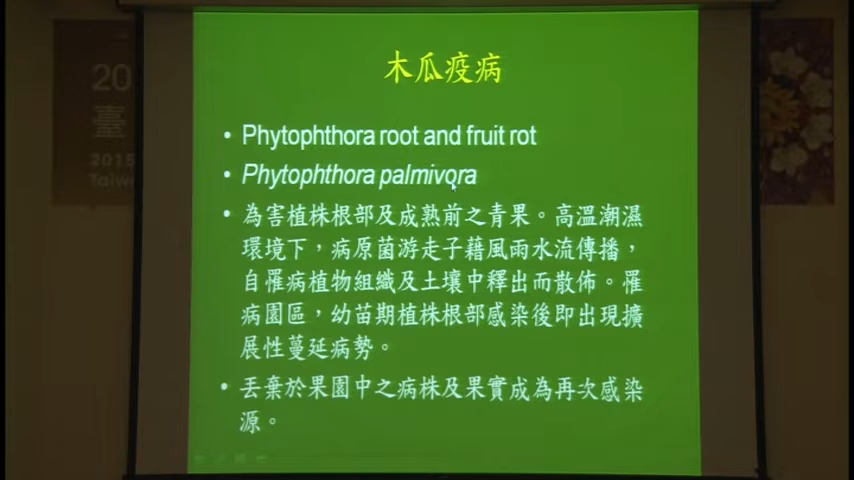 木瓜疫病
• Phytophthora root and fruit rot
• Phytophthora palmivora
• 為害植株根部及成熟前之青果。高溫潮濕
環境下，病原菌游走子藉風雨水流傳播，
自罹病植物組織及土壤中釋出而散佈。罹
病園區，幼苗期植株根部感染後即出現擴
展性蔓延病勢。
• 丟棄於果園中之病株及果實成為再次感染
源。
20
臺
2015
Taiw